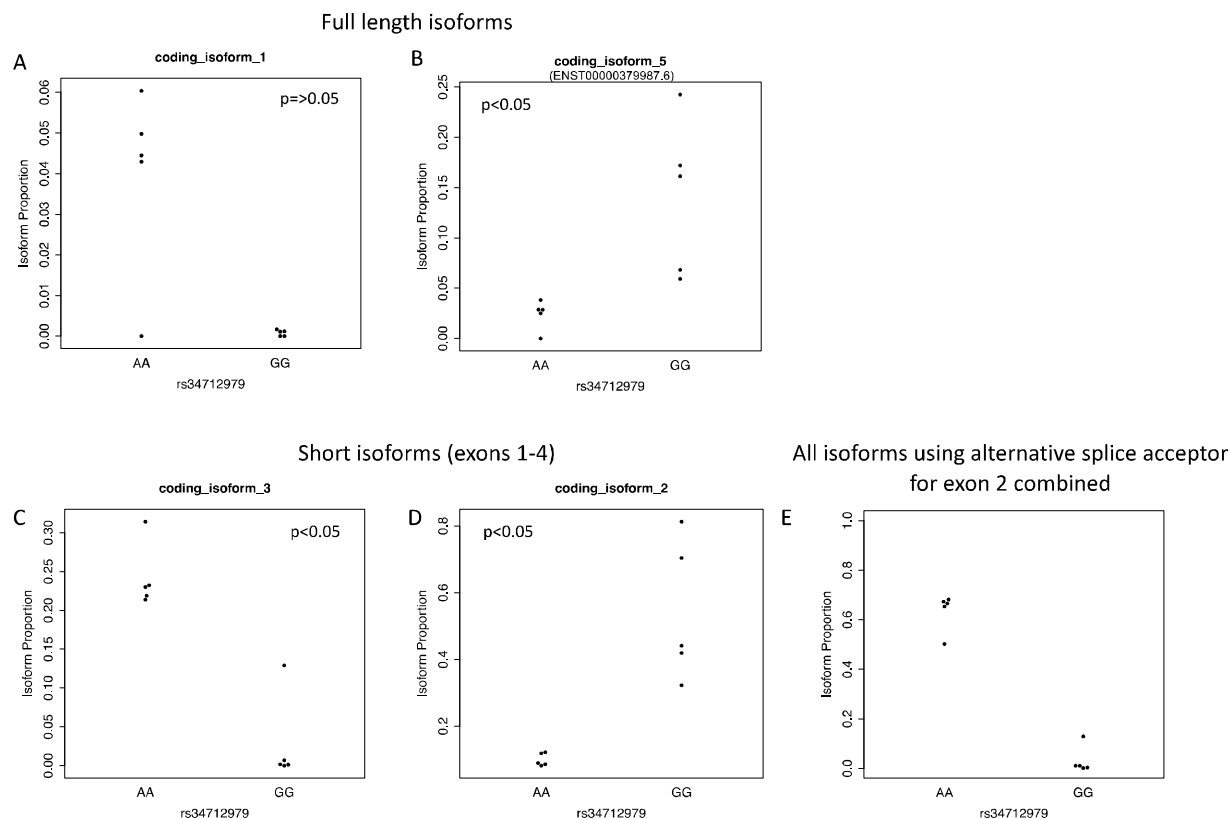 Full length isoforms
A
coding_isoform_1
p=>0.05
Isoform Proportion
0.06
0.05
0.04
0.03
0.02
0.01
0.00
AA
GG
rs34712979
B
coding_isoform_5
(ENST00000379987.6)
p<0.05
Isoform Proportion
0.25
0.20
0.15
0.10
0.05
0.00
AA
GG
rs34712979
Short isoforms (exons 1-4)
C
coding_isoform_3
p<0.05
Isoform Proportion
0.30
0.25
0.20
0.15
0.10
0.05
0.00
AA
GG
rs34712979
D
coding_isoform_2
p<0.05
Isoform Proportion
0.8
0.6
0.4
0.2
AA
GG
rs34712979
All isoforms using alternative splice acceptor
for exon 2 combined
E
Isoform Proportion
1.0
0.8
0.6
0.4
0.2
0.0
AA
GG
rs34712979